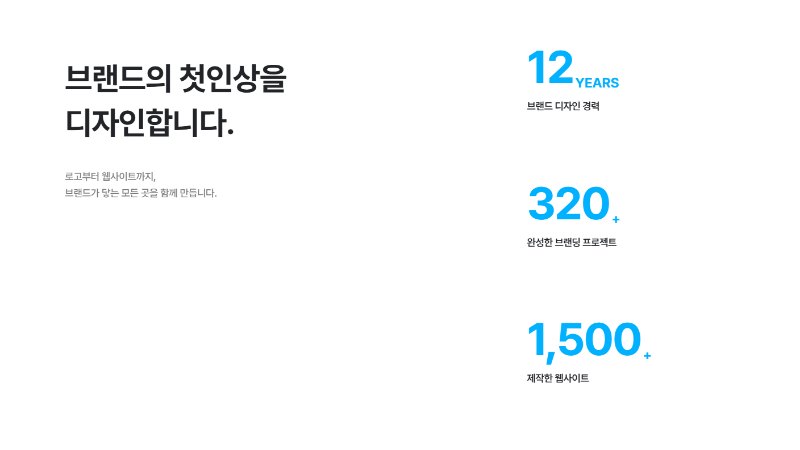 브랜드의 첫인상을
디자인합니다.
로고부터 웹사이트까지,
브랜드가 닿는 모든 곳을 함께 만듭니다.
12 YEARS
브랜드 디자인 경력
320+
완성한 브랜딩 프로젝트
1,500+
제작한 웹사이트